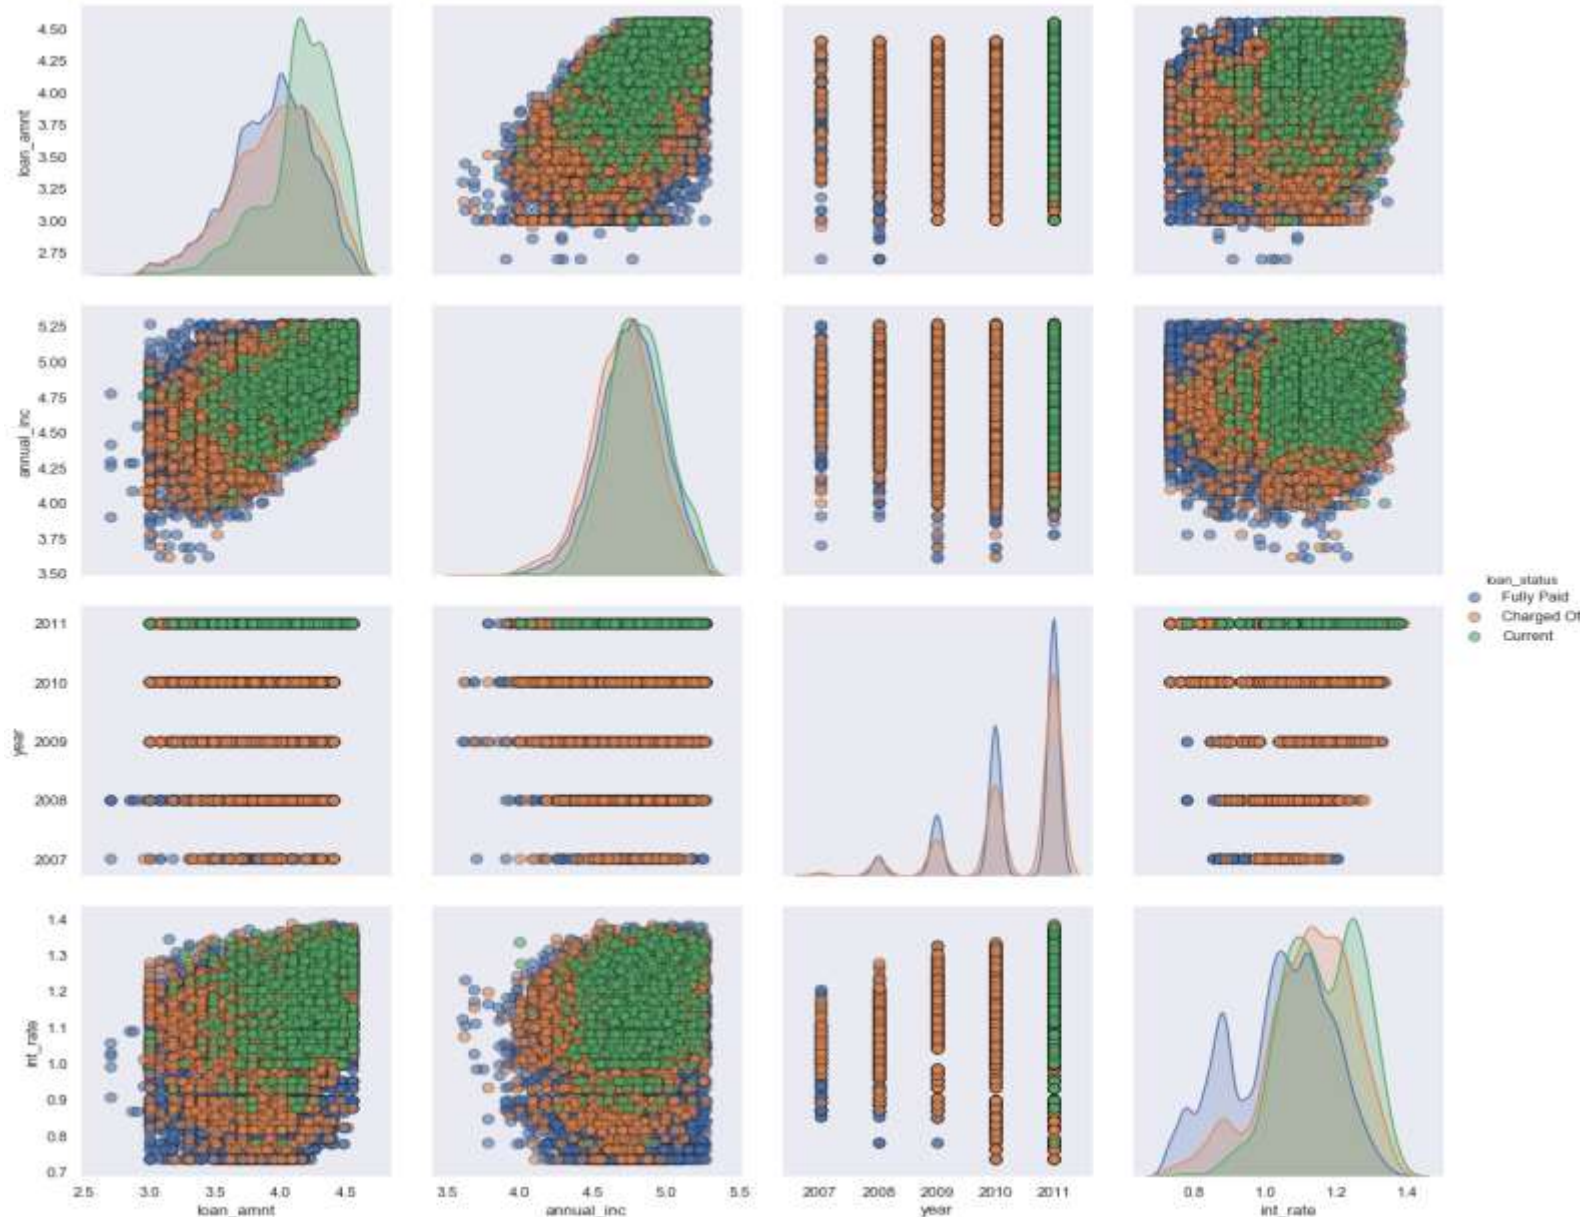 4.50
4.25
4.00
3.75
3.50
3.25
3.00
2.75
loan_amnt
5.25
5.00
4.75
4.50
4.25
4.00
3.75
3.50
annual_inc
loan_status
Fully Paid
Charged Of
Current
2011
2010
2009
2008
2007
year
1.4
1.3
1.2
1.1
1.0
0.9
0.8
0.7
int_rate
2.5 3.0 3.5 4.0 4.5 3.5 4.0 4.5 5.0 5.5 2007 2008 2009 2010 2011 0.8 1.0 1.2 1.4
loan_amnt annual_inc year int_rate